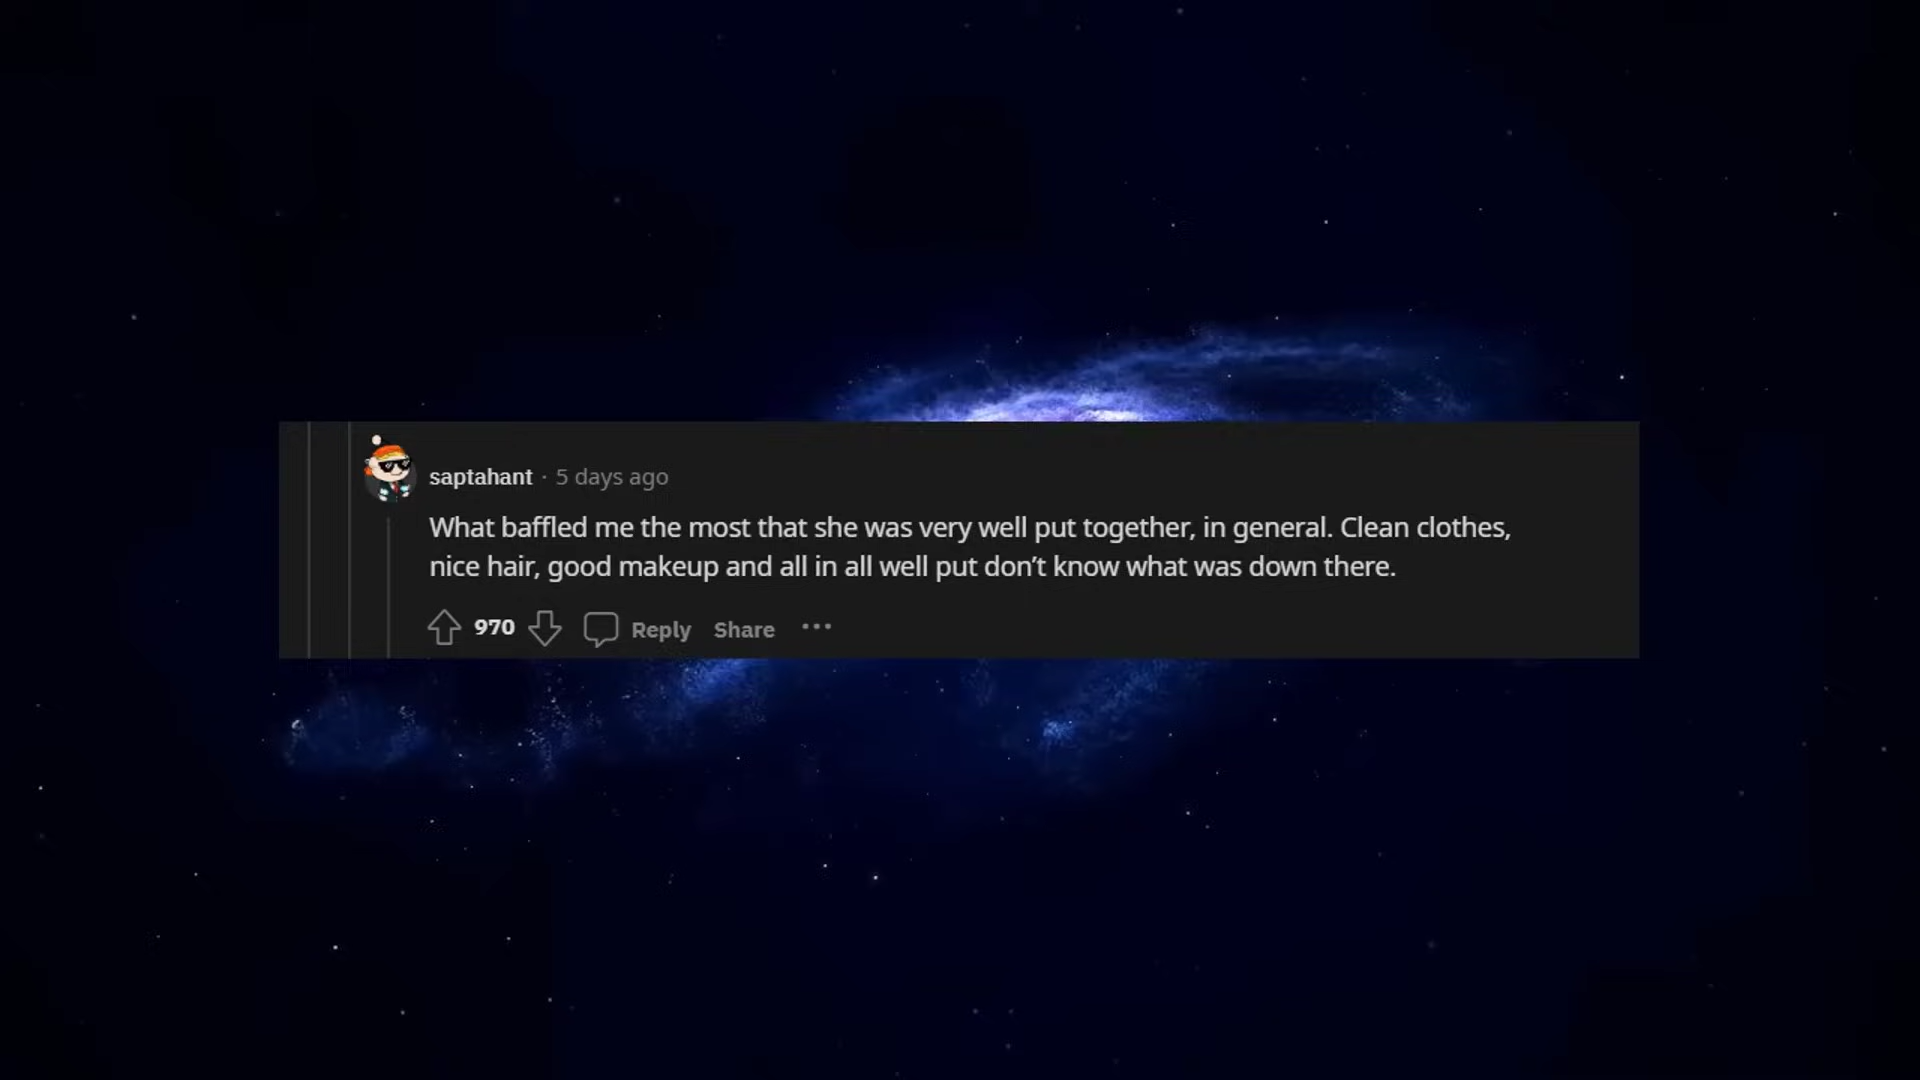 saptahant · 5 days ago
What baffled me the most that she was very well put together, in general. Clean clothes,
nice hair, good makeup and all in all well put don’t know what was down there.
970 Reply Share ···